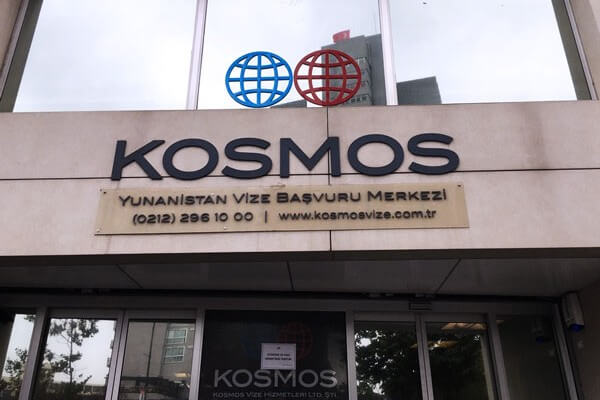 KOSMOS
YUNANİSTAN VİZE BAŞVURU MERKEZİ
(0212) 296 10 00 | www.kosmosvize.com.tr
KOSMOS
KOSMOS VİZE HİZMETLERİ LTD. ŞTİ.